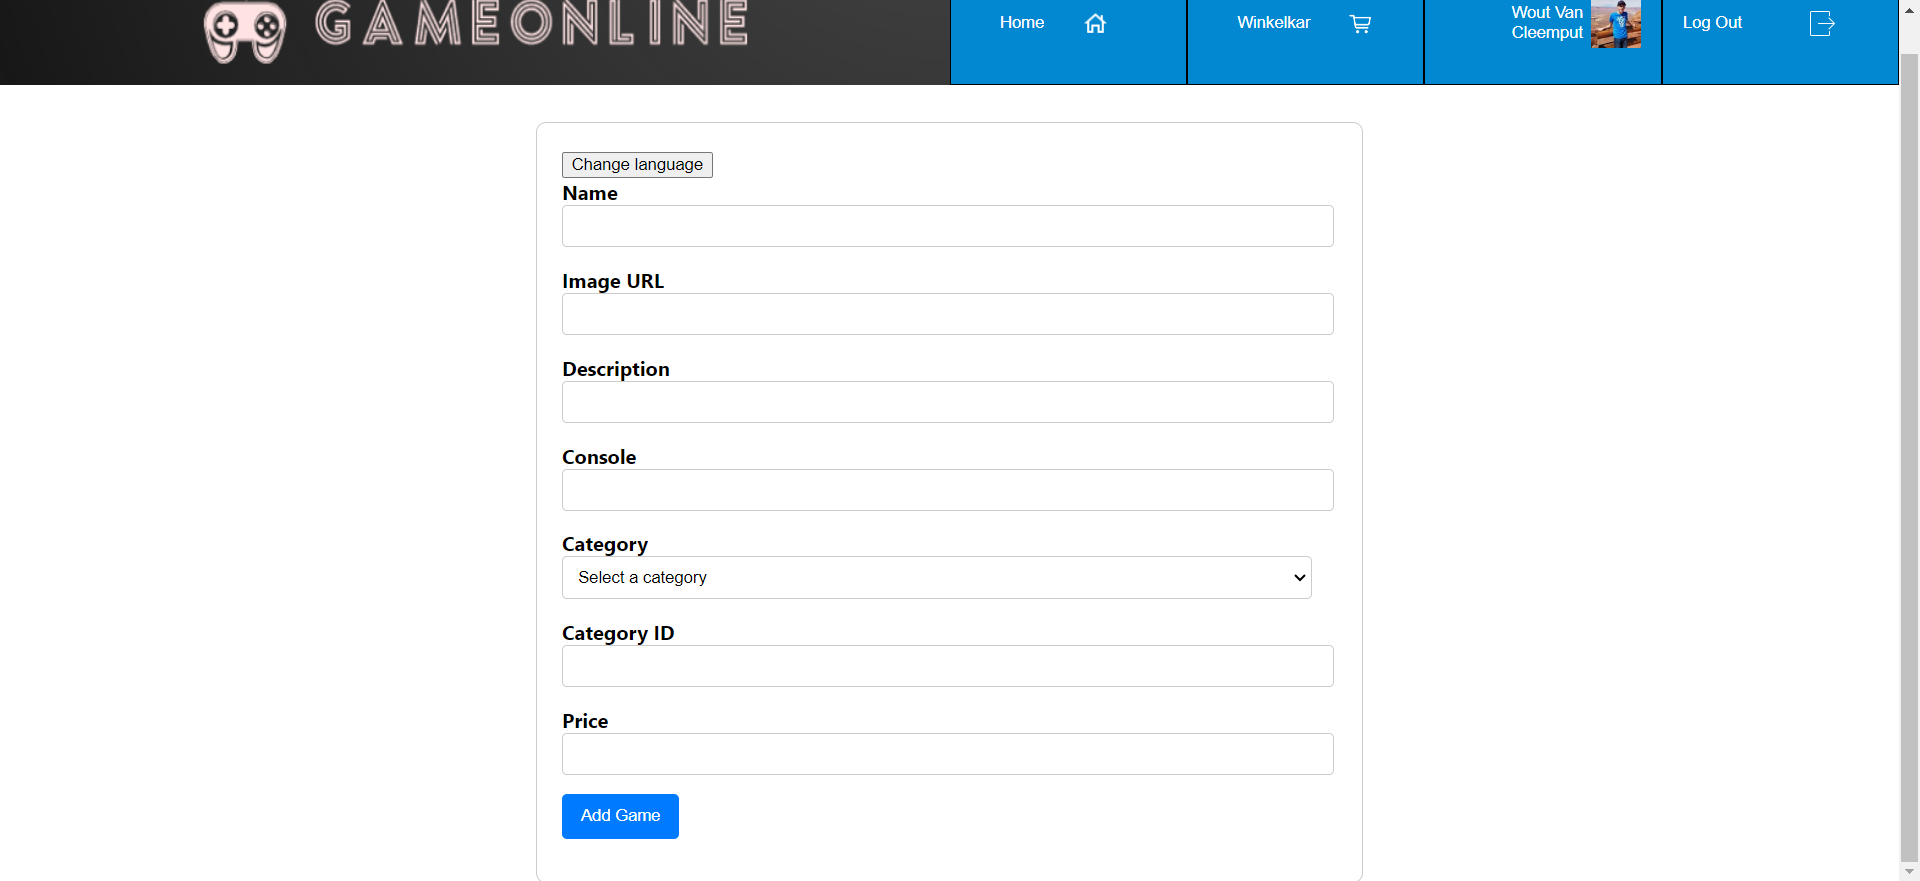 GAMEONLINE
Home
Winkelkar
Wout Van
Cleemput
Log Out
Change language
Name
Image URL
Description
Console
Category
Select a category
Category ID
Price
Add Game